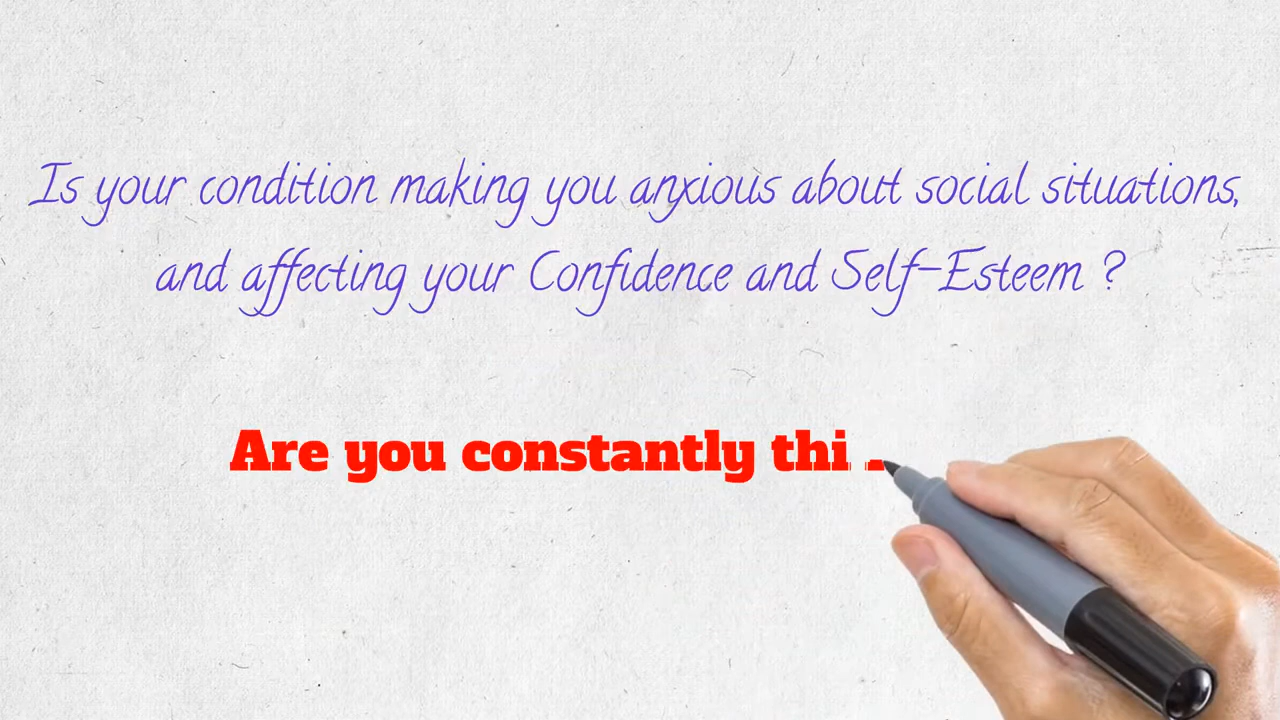 Is your condition making you anxious about social situations,
and affecting your Confidence and Self-Esteem ?
Are you constantly thi